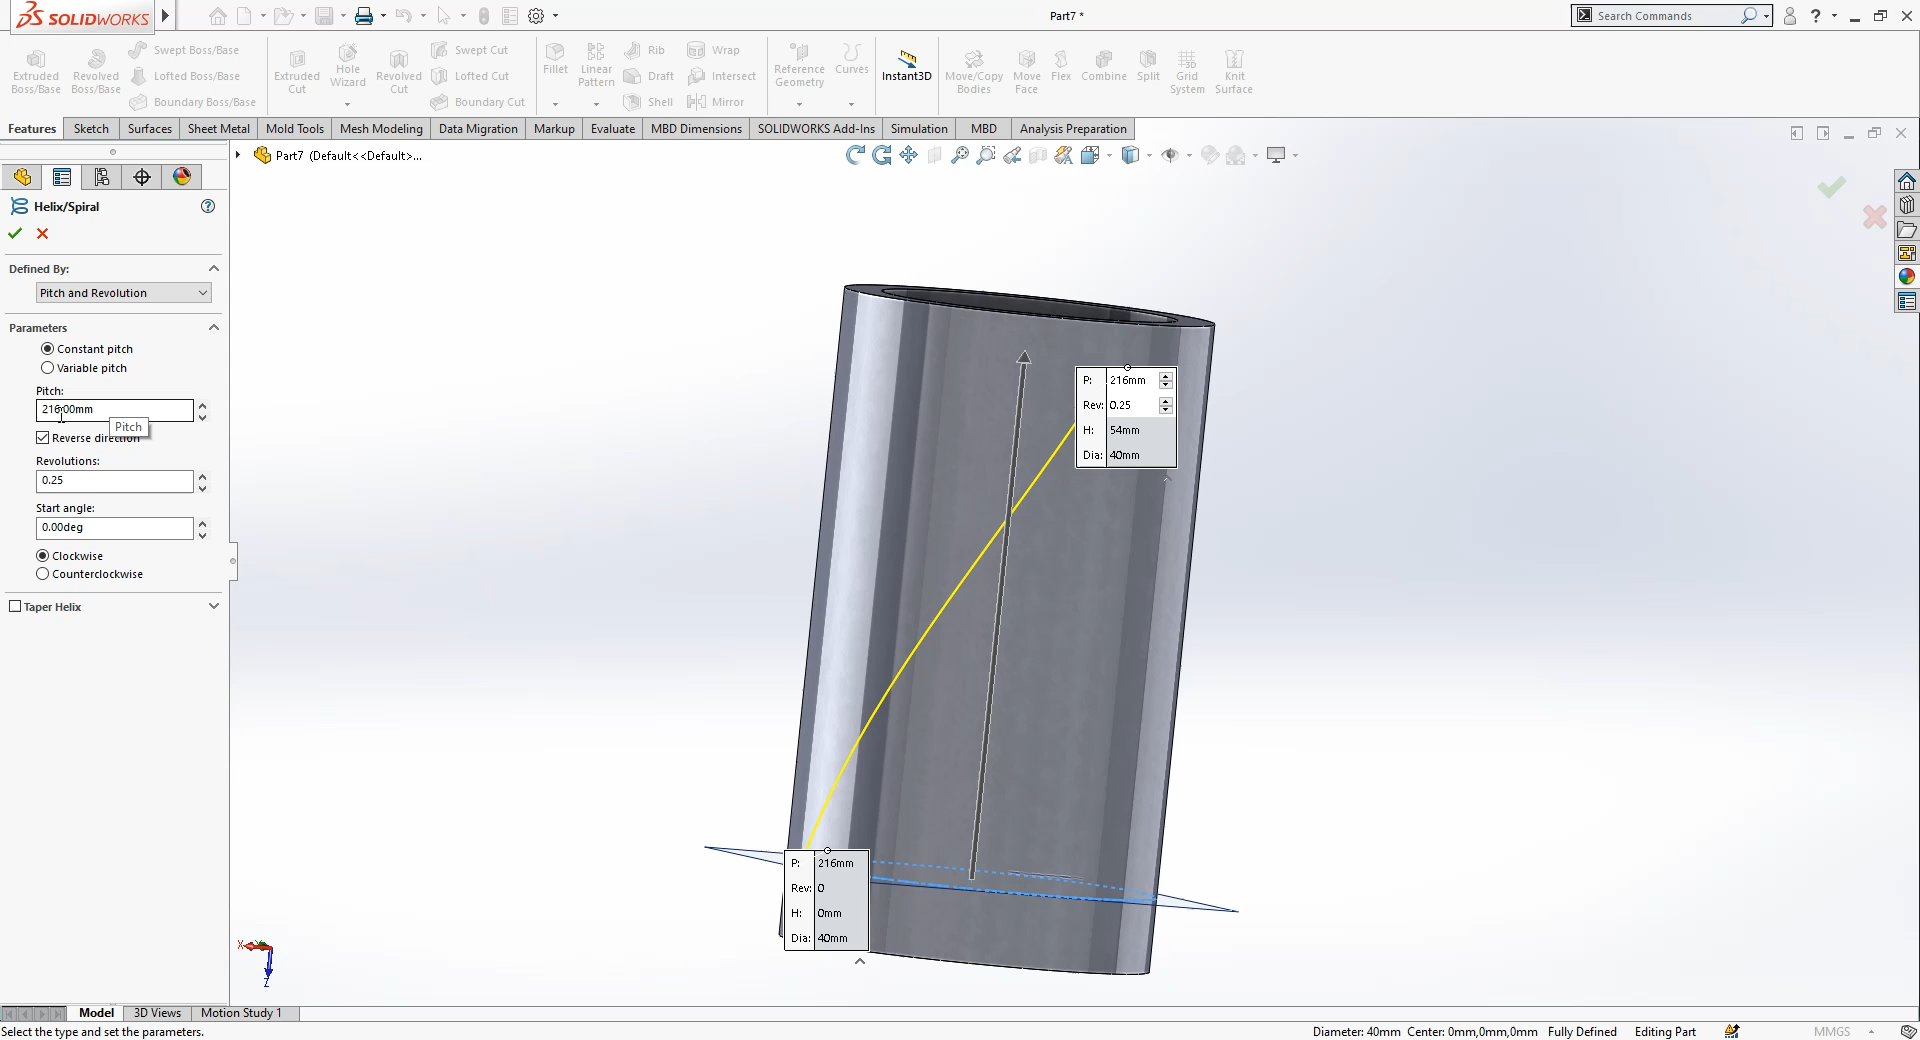 SOLIDWORKS
Part7 *
Search Commands
Extruded Boss/Base
Revolved Boss/Base
Swept Boss/Base
Lofted Boss/Base
Boundary Boss/Base
Extruded Cut
Hole Wizard
Revolved Cut
Swept Cut
Lofted Cut
Boundary Cut
Fillet
Linear Pattern
Rib
Draft
Shell
Wrap
Intersect
Mirror
Reference Geometry
Curves
Instant3D
Move/Copy Bodies
Move Face
Flex
Combine
Split
Grid System
Knit Surface
Features
Sketch
Surfaces
Sheet Metal
Mold Tools
Mesh Modeling
Data Migration
Markup
Evaluate
MBD Dimensions
SOLIDWORKS Add-Ins
Simulation
MBD
Analysis Preparation
Part7 (Default<<Default>...
Helix/Spiral
Defined By:
Pitch and Revolution
Parameters
Constant pitch
Variable pitch
Pitch:
216.00mm
Pitch
Reverse direction
Revolutions:
0.25
Start angle:
0.00deg
Clockwise
Counterclockwise
Taper Helix
P: 216mm
Rev: 0.25
H: 54mm
Dia: 40mm
P: 216mm
Rev: 0
H: 0mm
Dia: 40mm
X
Z
Model
3D Views
Motion Study 1
Select the type and set the parameters.
Diameter: 40mm Center: 0mm,0mm,0mm
Fully Defined
Editing Part
MMGS